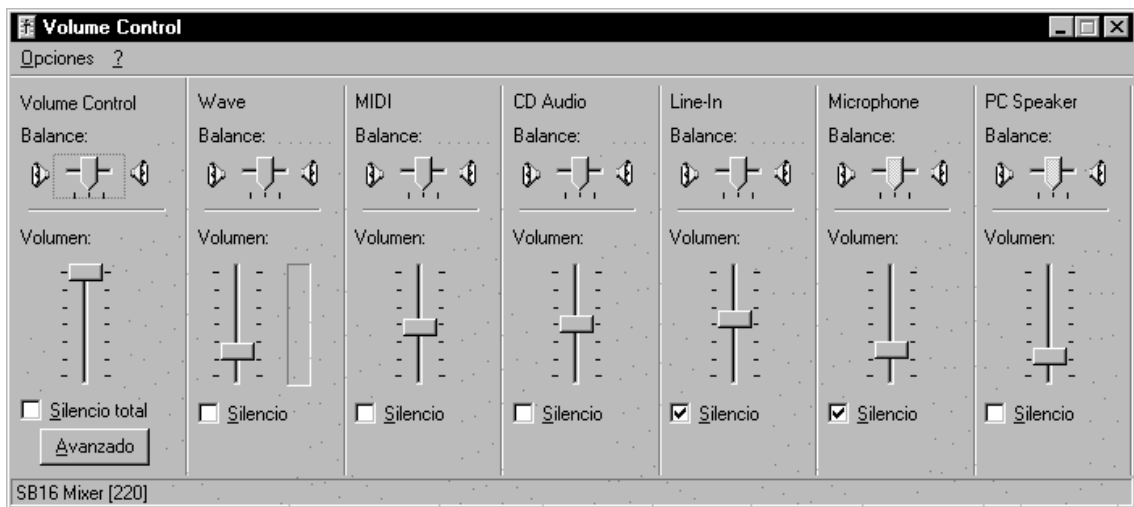 Volume Control
Opciones ?
Volume Control Wave MIDI CD Audio Line-In Microphone PC Speaker
Balance: Balance: Balance: Balance: Balance: Balance: Balance:
Volumen: Volumen: Volumen: Volumen: Volumen: Volumen: Volumen:
Silencio total Silencio Silencio Silencio Silencio Silencio Silencio
Avanzado
SB16 Mixer [220]